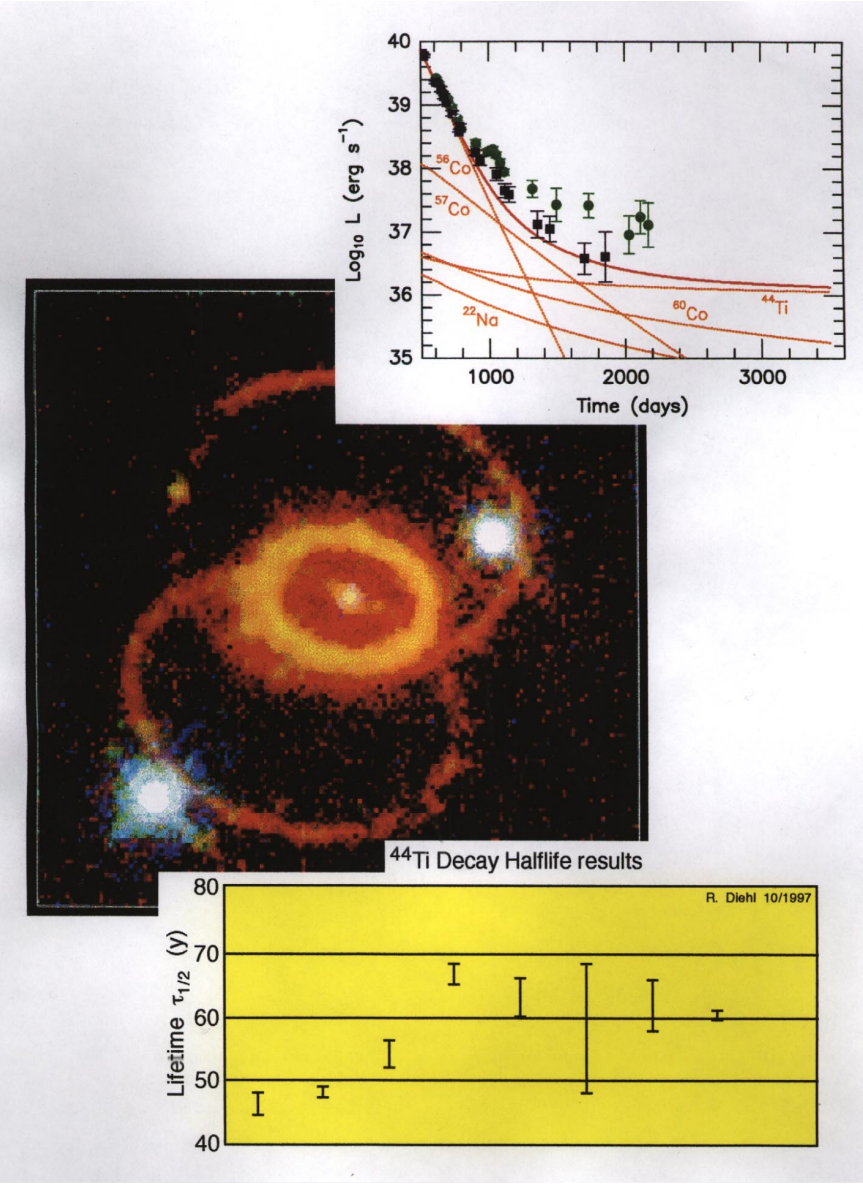 40
39
38
37
36
35
Log₁₀ L (erg s⁻¹)
⁵⁶Co
⁵⁷Co
²²Na
⁶⁰Co
⁴⁴Ti
1000
2000
3000
Time (days)
⁴⁴Ti Decay Halflife results
R. Diehl 10/1997
80
70
60
50
40
Lifetime τ₁/₂ (y)